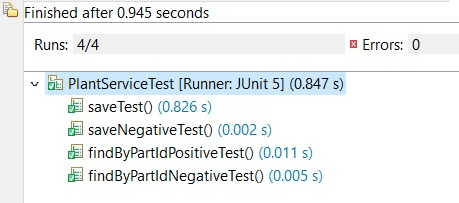 Finished after 0.945 seconds
Runs: 4/4 Errors: 0
PlantServiceTest [Runner: JUnit 5] (0.847 s)
saveTest() (0.826 s)
saveNegativeTest() (0.002 s)
findByPartIdPositiveTest() (0.011 s)
findByPartIdNegativeTest() (0.005 s)